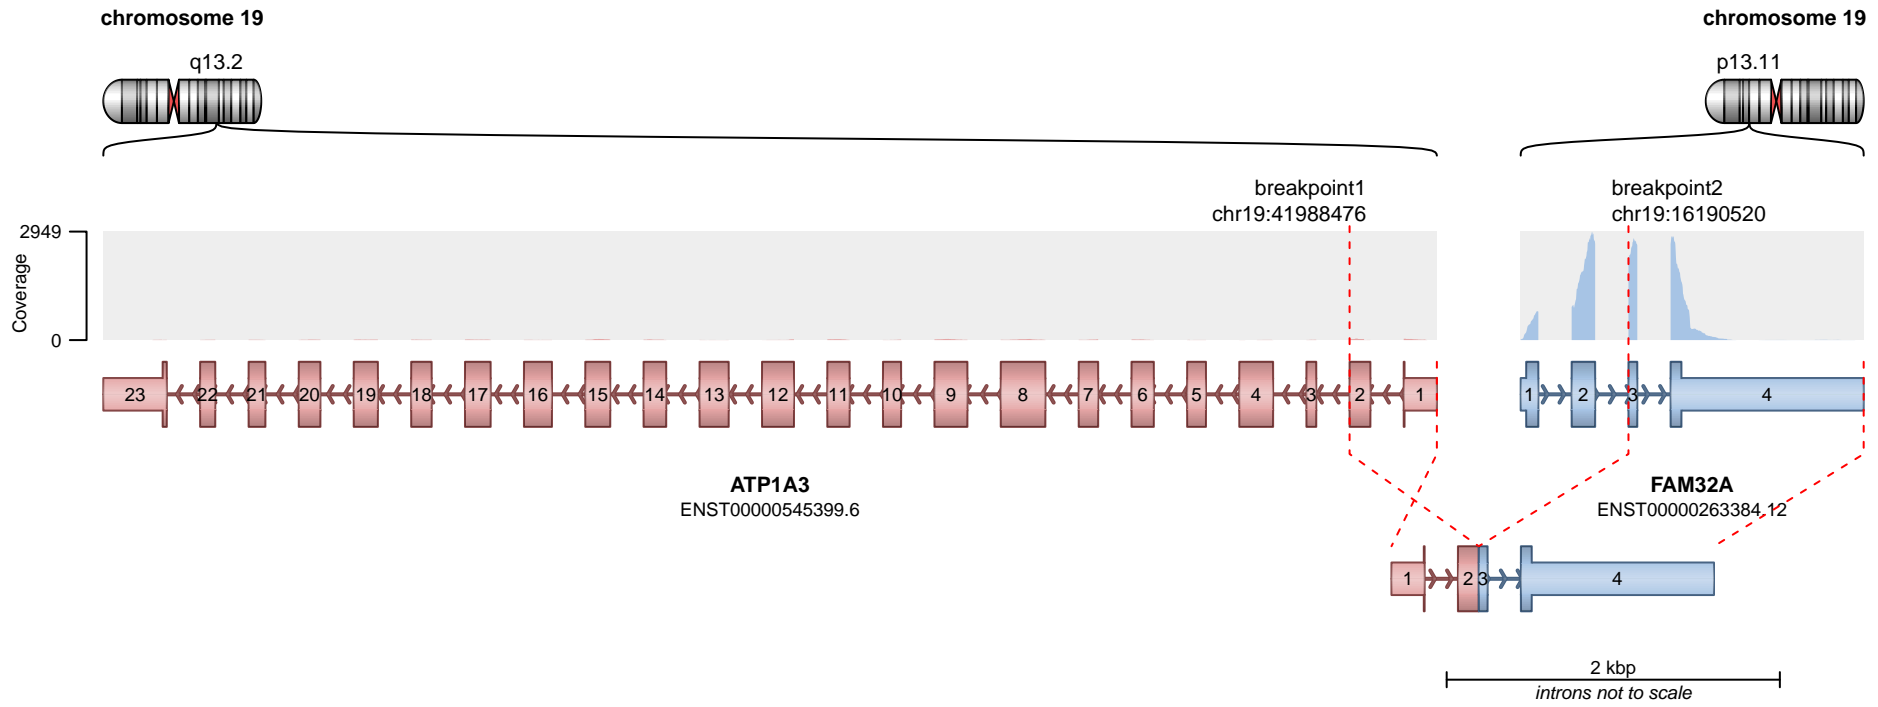 chromosome 19
chromosome 19
q13.2
p13.11
breakpoint1
chr19:41988476
breakpoint2
chr19:16190520
2949
Coverage
0
23 22 21 20 19 18 17 16 15 14 13 12 11 10 9 8 7 6 5 4 3 2 1
1 2 3 4
ATP1A3
ENST00000545399.6
FAM32A
ENST00000263384.12
1 2 3 4
2 kbp
introns not to scale